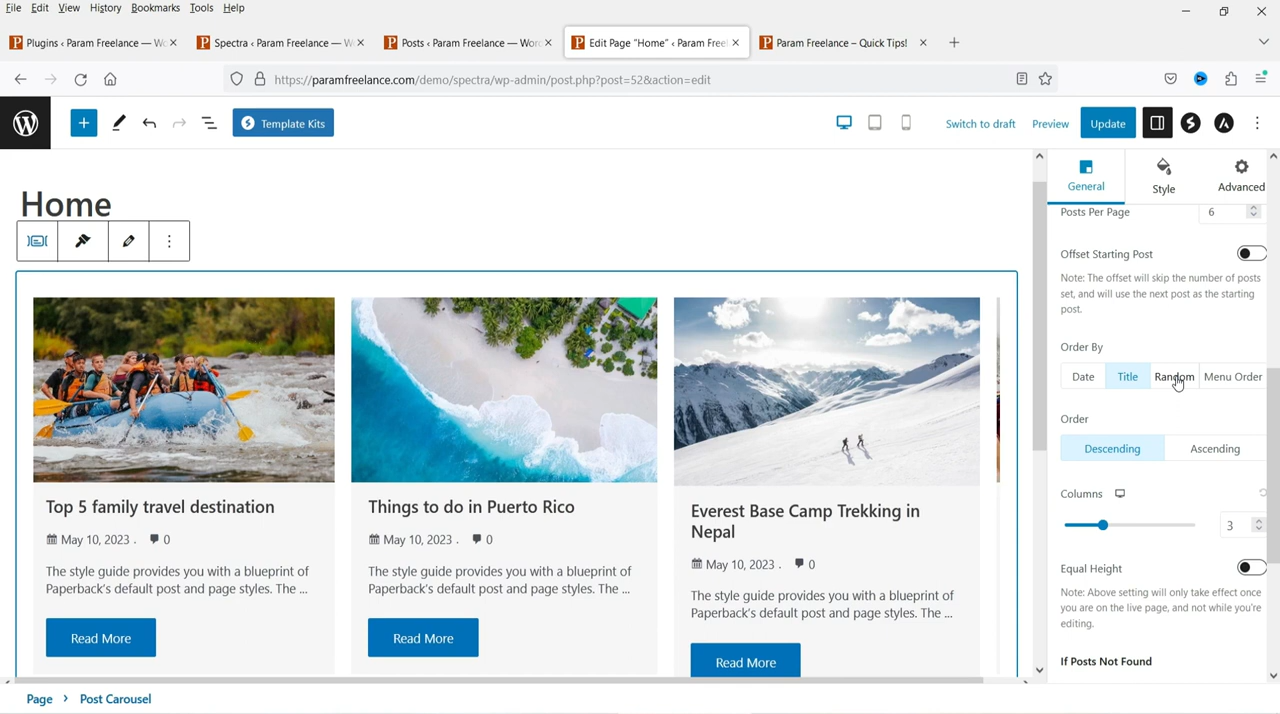 File Edit View History Bookmarks Tools Help
Plugins ‹ Param Freelance — W
Spectra ‹ Param Freelance — W
Posts ‹ Param Freelance — Wor
Edit Page "Home" ‹ Param Free
Param Freelance – Quick Tips!
https://paramfreelance.com/demo/spectra/wp-admin/post.php?post=52&action=edit
Template Kits
Switch to draft
Preview
Update
General
Style
Advanced
Home
Posts Per Page
6
Offset Starting Post
Note: The offset will skip the number of posts
set, and will use the next post as the starting
post.
Order By
Date Title Random Menu Order
Order
Descending Ascending
Columns
3
Equal Height
Note: Above setting will only take effect once
you are on the live page, and not while you're
editing.
If Posts Not Found
Top 5 family travel destination
May 10, 2023 . 0
The style guide provides you with a blueprint of
Paperback's default post and page styles. The ...
Read More
Things to do in Puerto Rico
May 10, 2023 . 0
The style guide provides you with a blueprint of
Paperback's default post and page styles. The ...
Read More
Everest Base Camp Trekking in
Nepal
May 10, 2023 . 0
The style guide provides you with a blueprint of
Paperback's default post and page styles. The ...
Read More
Page › Post Carousel